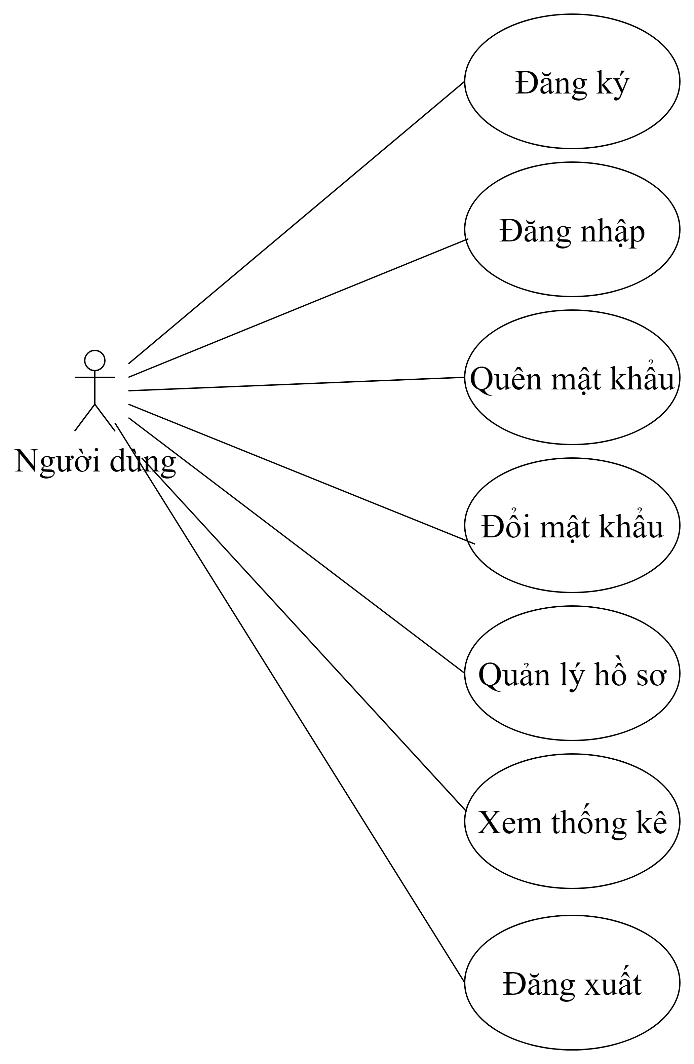 Đăng ký
Đăng nhập
Quên mật khẩu
Người dùng
Đổi mật khẩu
Quản lý hồ sơ
Xem thống kê
Đăng xuất